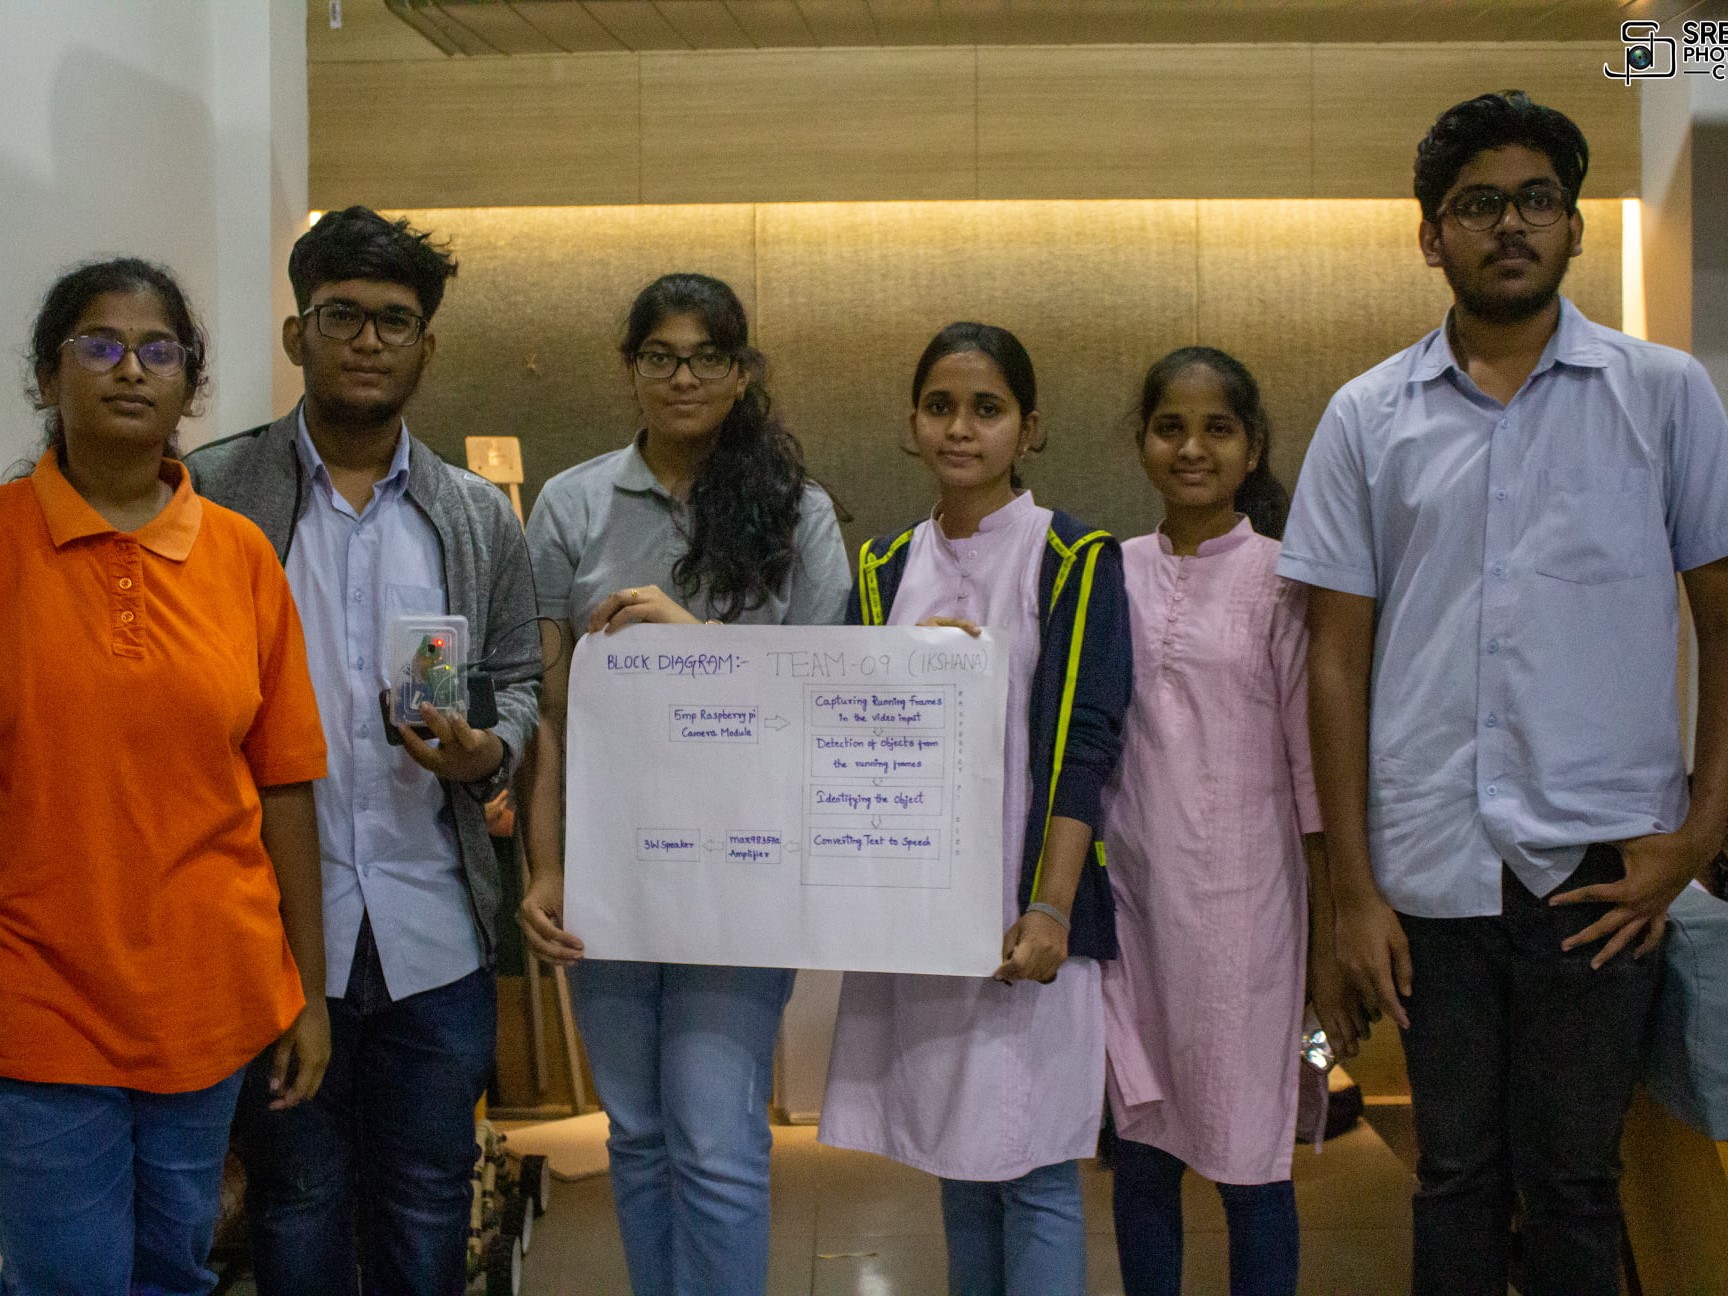 SRE
PHOT
C
BLOCK DIAGRAM:- TEAM-09 (IKSHANA)
5mp Raspberry pi
Camera Module
Capturing Running Frames
in the video input
Detection of objects from
the running frames
Identifying the object
Converting Text to Speech
max98357a
Amplifier
3W Speaker